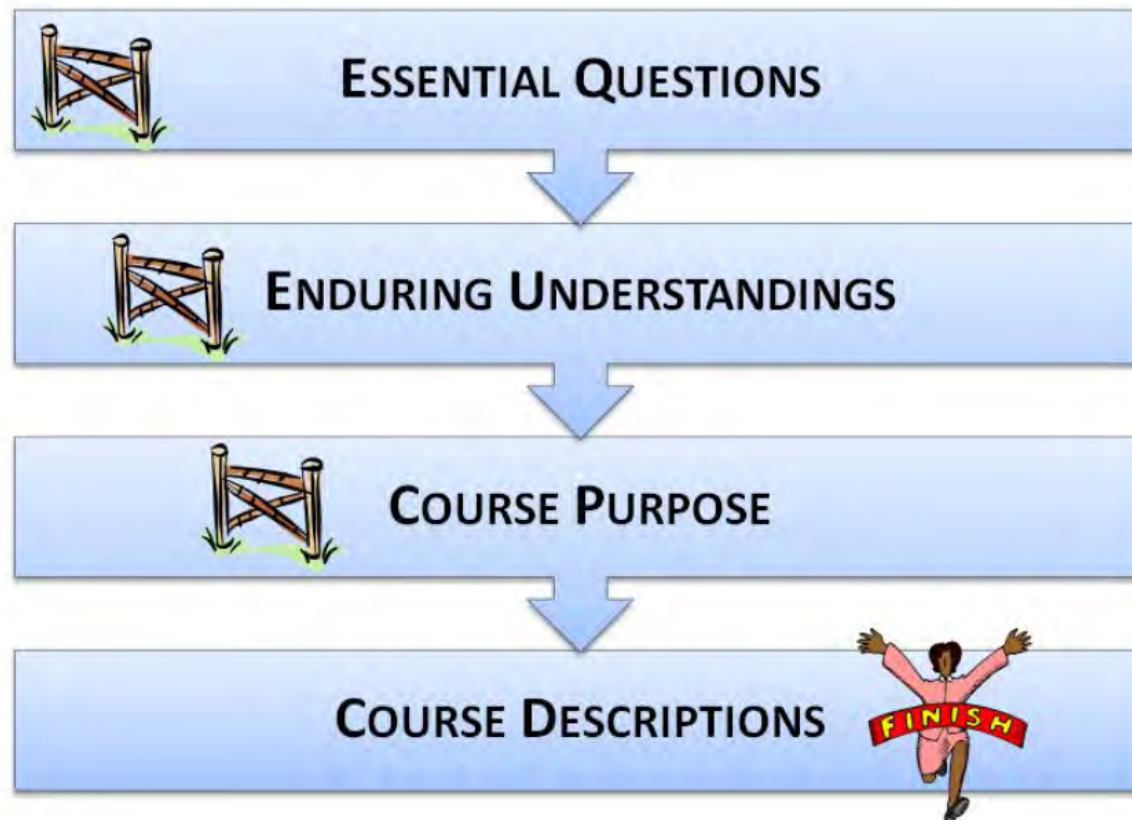 ESSENTIAL QUESTIONS
ENDURING UNDERSTANDINGS
COURSE PURPOSE
COURSE DESCRIPTIONS
FINISH